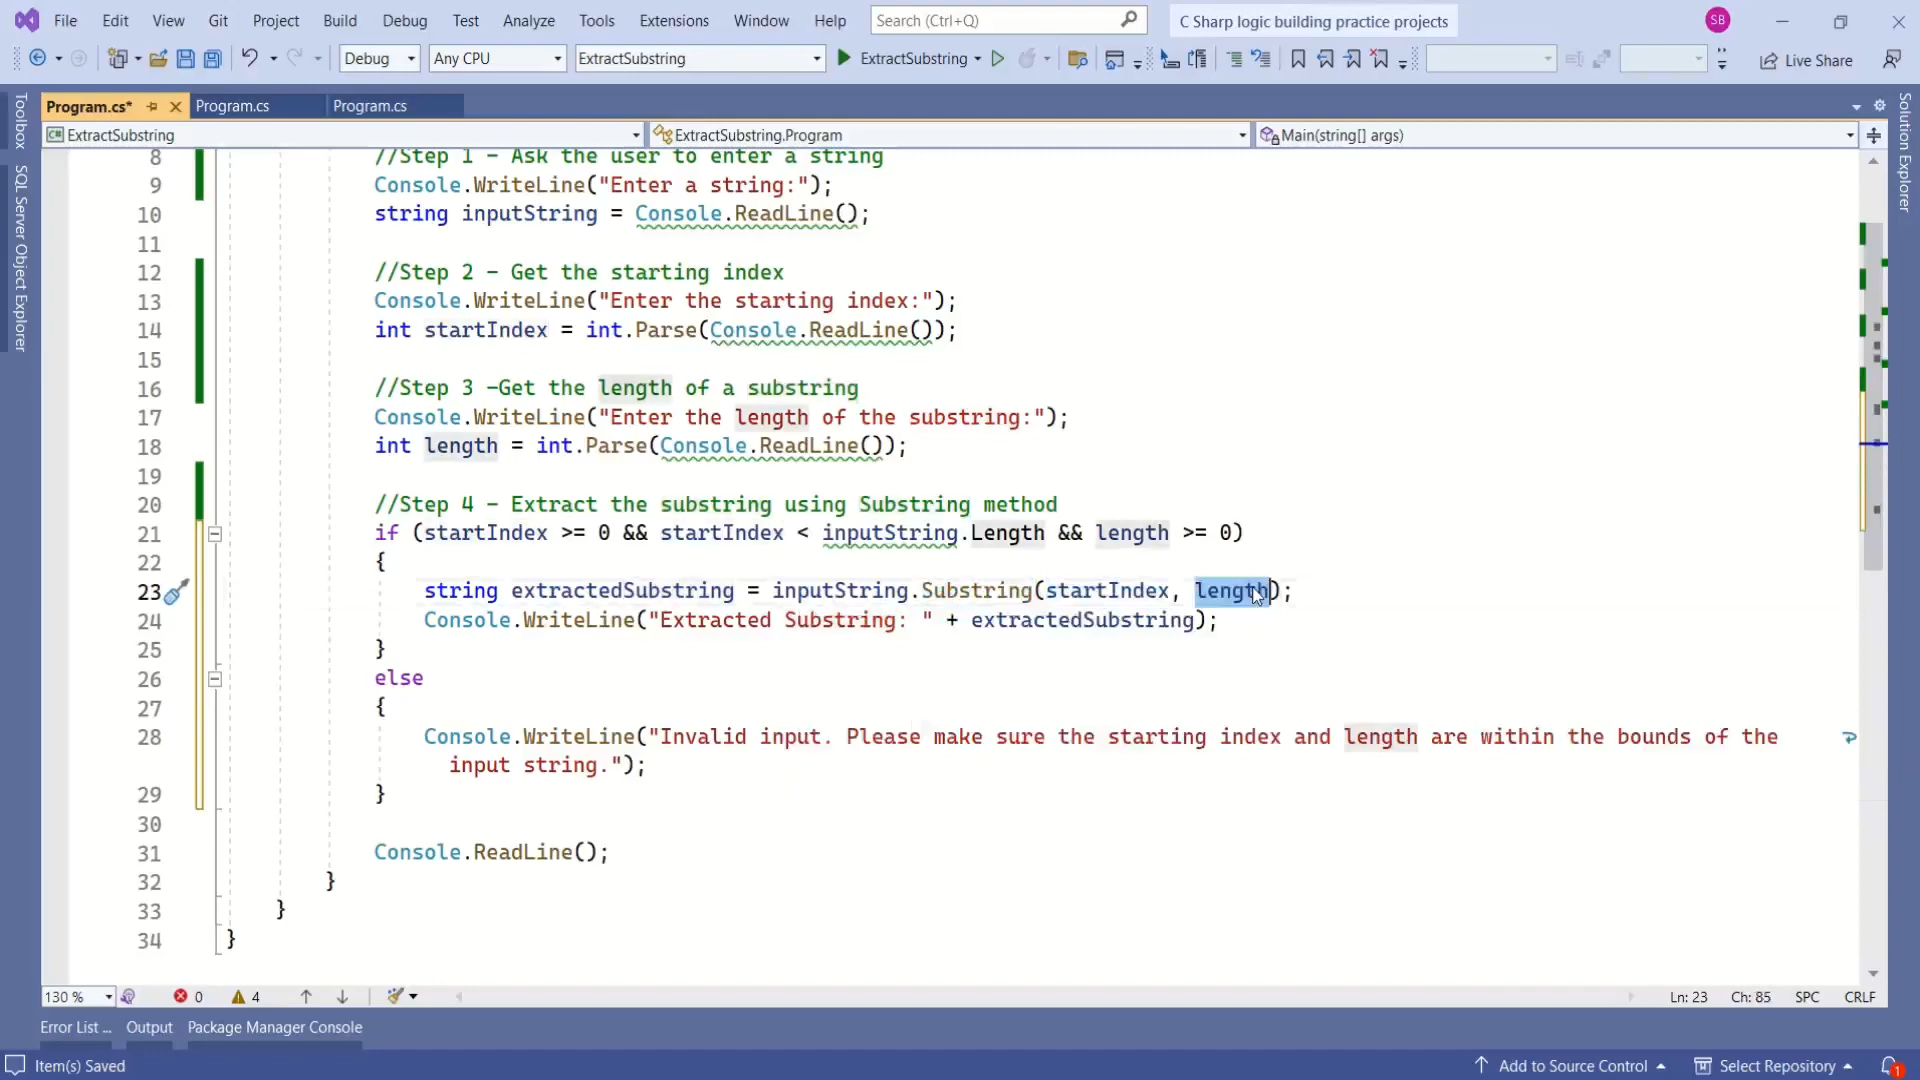 File Edit View Git Project Build Debug Test Analyze Tools Extensions Window Help Search (Ctrl+Q) C Sharp logic building practice projects SB
Debug Any CPU ExtractSubstring ExtractSubstring Live Share
Program.cs* Program.cs Program.cs
ExtractSubstring ExtractSubstring.Program Main(string[] args)
Toolbox
SQL Server Object Explorer
Solution Explorer
8 //Step 1 - Ask the user to enter a string
9 Console.WriteLine("Enter a string:");
10 string inputString = Console.ReadLine();
11
12 //Step 2 - Get the starting index
13 Console.WriteLine("Enter the starting index:");
14 int startIndex = int.Parse(Console.ReadLine());
15
16 //Step 3 -Get the length of a substring
17 Console.WriteLine("Enter the length of the substring:");
18 int length = int.Parse(Console.ReadLine());
19
20 //Step 4 - Extract the substring using Substring method
21 if (startIndex >= 0 && startIndex < inputString.Length && length >= 0)
22 {
23 string extractedSubstring = inputString.Substring(startIndex, length);
24 Console.WriteLine("Extracted Substring: " + extractedSubstring);
25 }
26 else
27 {
28 Console.WriteLine("Invalid input. Please make sure the starting index and length are within the bounds of the
input string.");
29 }
30
31 Console.ReadLine();
32 }
33 }
34 }
130 % 0 4 Ln: 23 Ch: 85 SPC CRLF
Error List ... Output Package Manager Console
Item(s) Saved Add to Source Control Select Repository 1